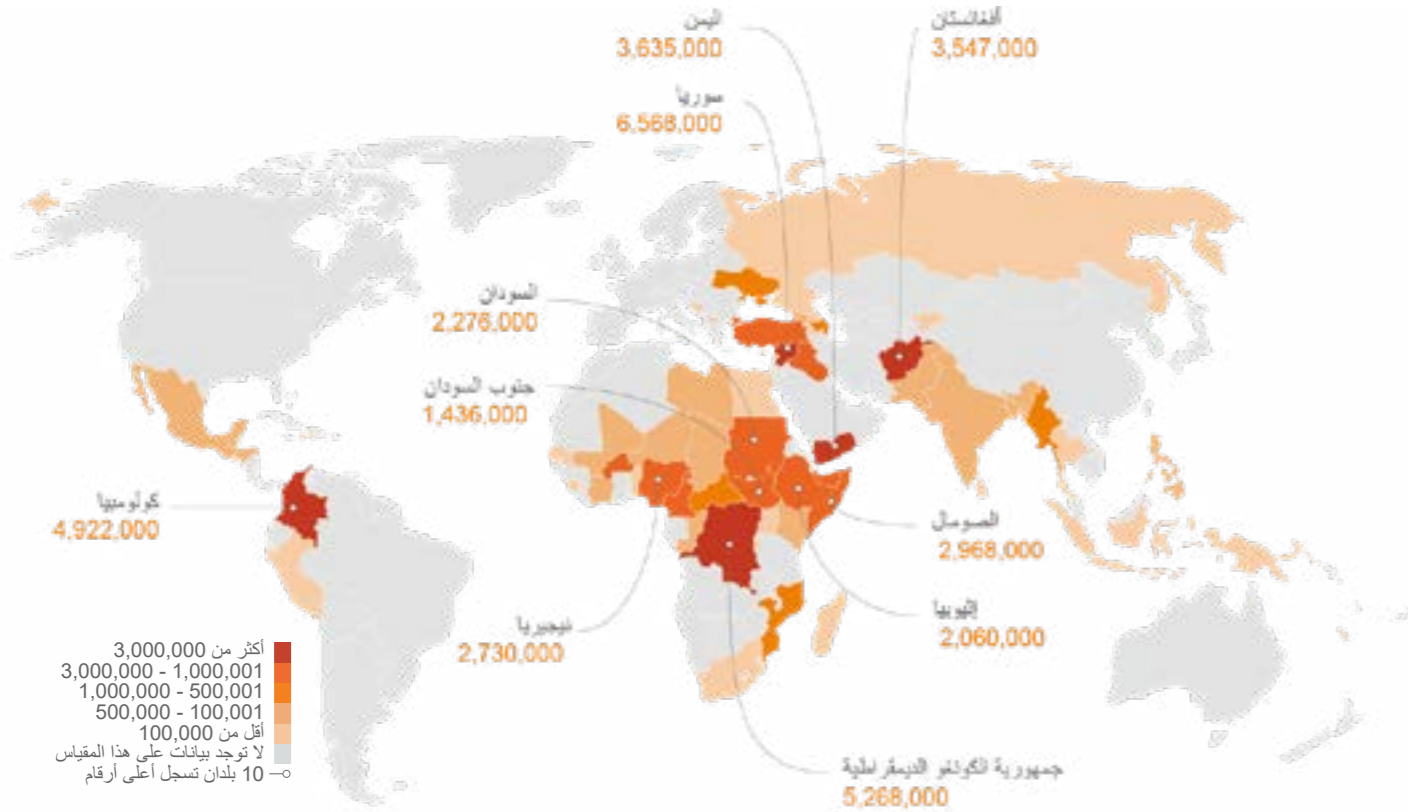 اليمن
3,635,000
أفغانستان
3,547,000
سوريا
6,568,000
السودان
2,276,000
جنوب السودان
1,436,000
كولومبيا
4,922,000
الصومال
2,968,000
إثيوبيا
2,060,000
نيجيريا
2,730,000
جمهورية الكونغو الديمقراطية
5,268,000
أكثر من 3,000,000
3,000,000 - 1,000,001
1,000,000 - 500,001
500,000 - 100,001
أقل من 100,000
لا توجد بيانات على هذا المقياس
10 بلدان تسجل أعلى أرقام